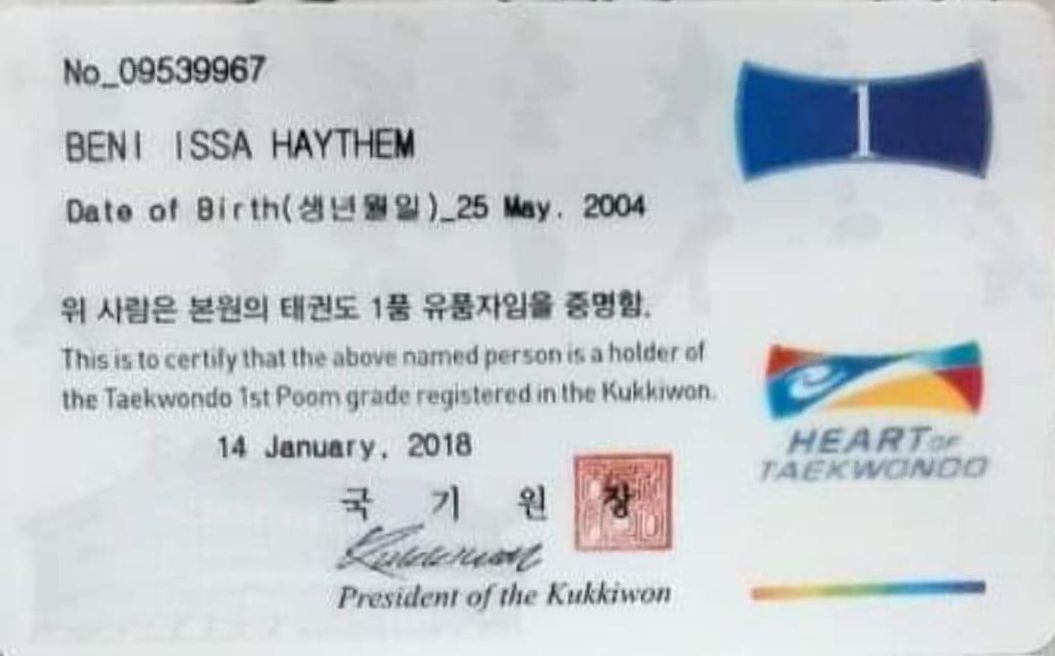 No_09539967
1
BENI ISSA HAYTHEM
Date of Birth(생년월일)_25 May, 2004
위 사람은 본원의 태권도 1품 유품자임을 증명함.
This is to certify that the above named person is a holder of
the Taekwondo 1st Poom grade registered in the Kukkiwon.
14 January, 2018
HEART OF
TAEKWONDO
국 기 원 장
Kukkiwon
President of the Kukkiwon